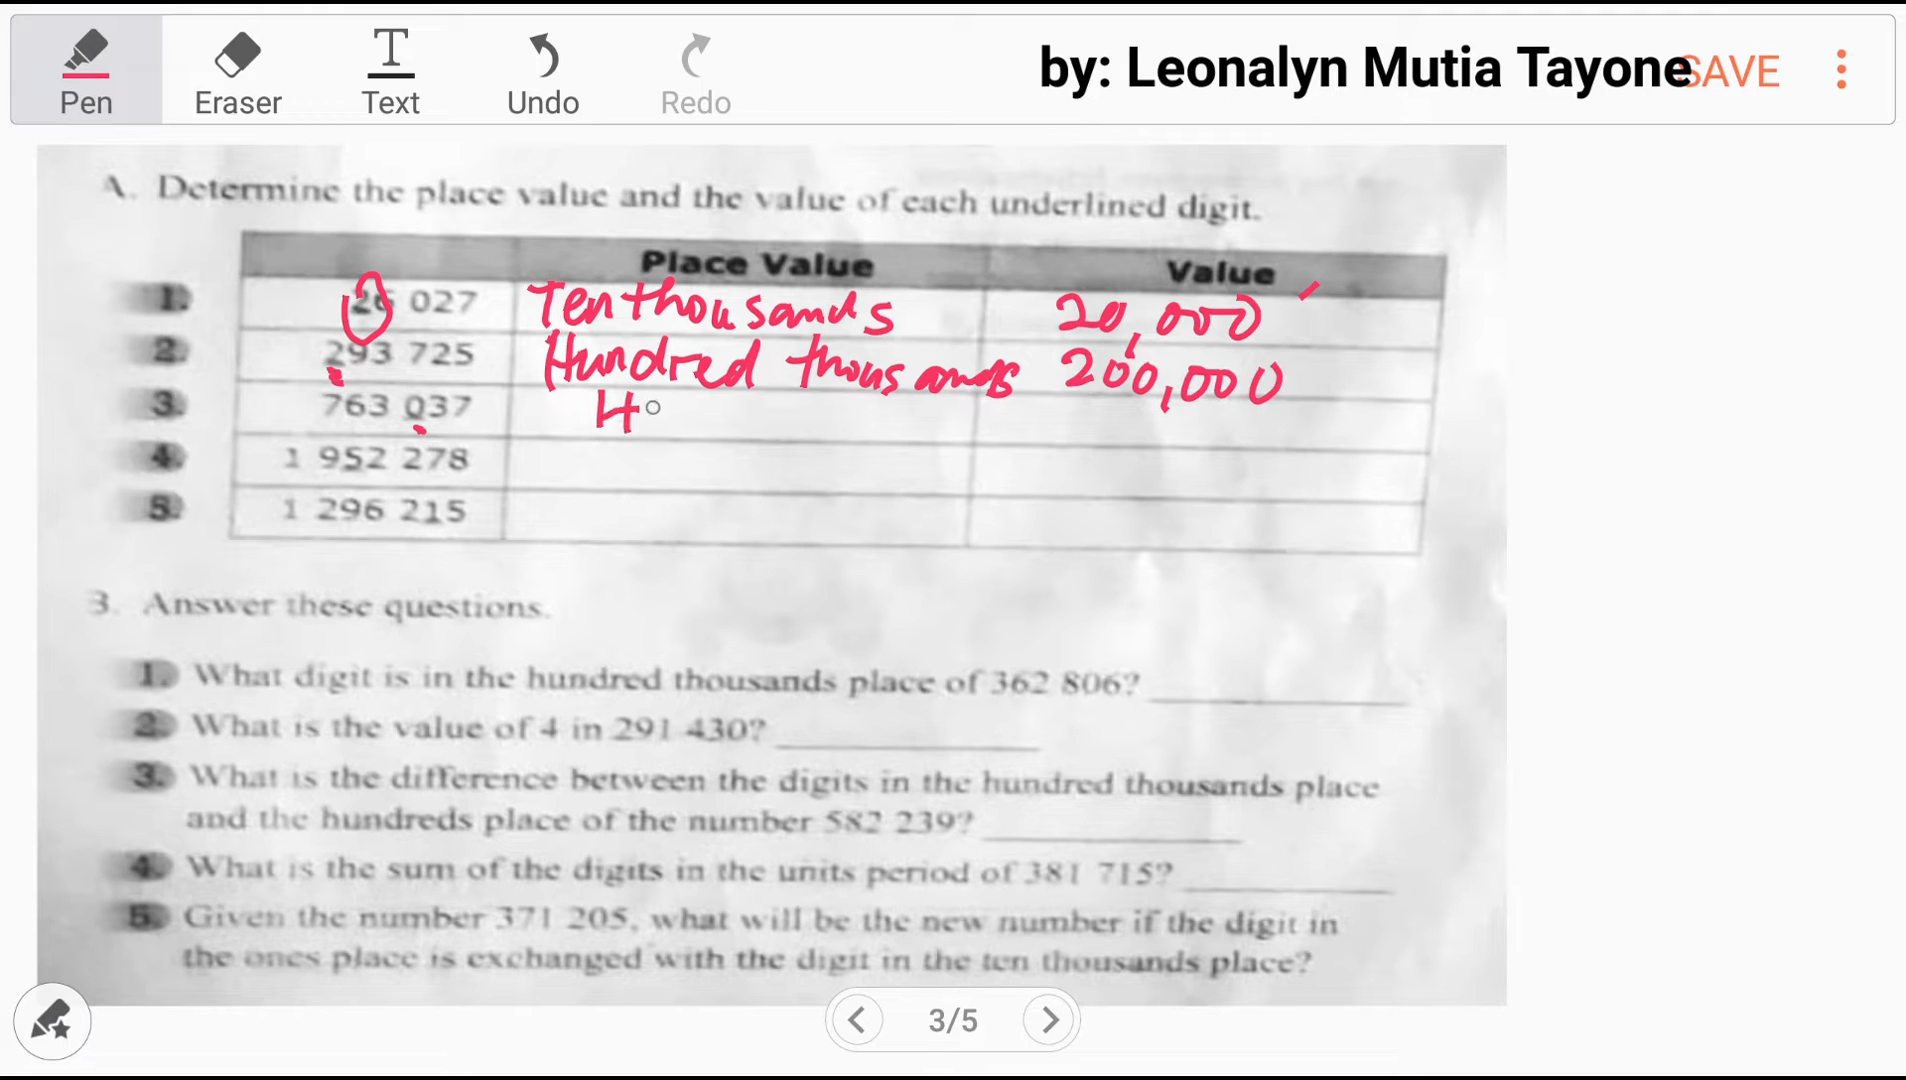 by: Leonalyn Mutia Tayone SAVE
Pen Eraser Text Undo Redo
A. Determine the place value and the value of each underlined digit.
Place Value Value
1. 26 027 Ten thousands 20,000
2. 293 725 Hundred thousands 200,000
3. 763 037 H
4. 1 952 278
5. 1 296 215
3. Answer these questions.
1. What digit is in the hundred thousands place of 362 806?
2. What is the value of 4 in 291 430?
3. What is the difference between the digits in the hundred thousands place
and the hundreds place of the number 582 239?
4. What is the sum of the digits in the units period of 381 715?
5. Given the number 371 205, what will be the new number if the digit in
the ones place is exchanged with the digit in the ten thousands place?
3/5